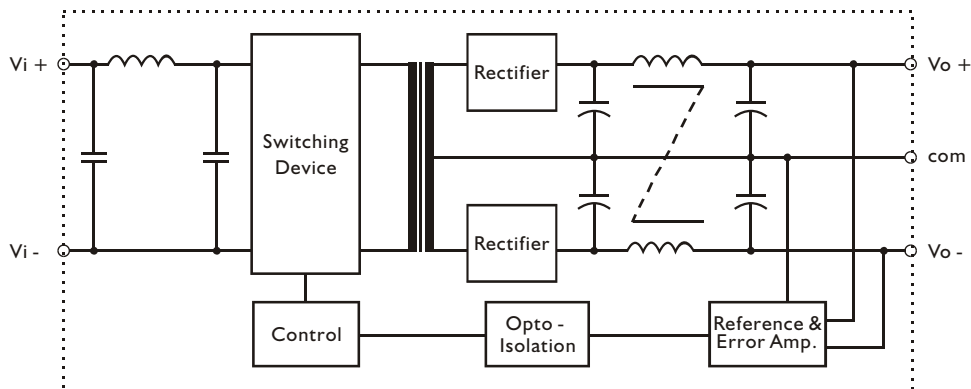 Vi +
Rectifier
Vo +
Switching
Device
com
Rectifier
Vi -
Vo -
Control
Opto -
Isolation
Reference &
Error Amp.